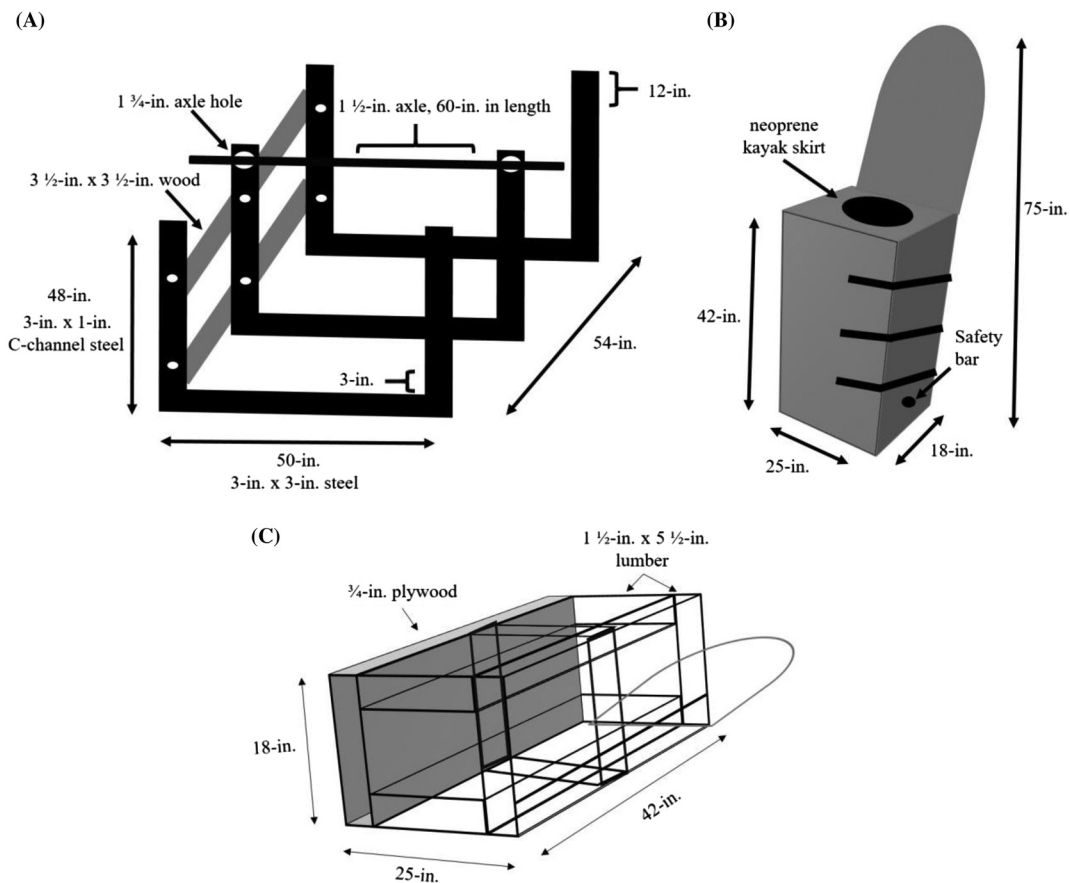 (A)
12-in.
1 ¾-in. axle hole
1 ½-in. axle, 60-in. in length
3 ½-in. x 3 ½-in. wood
48-in.
3-in. x 1-in.
C-channel steel
3-in.
54-in.
50-in.
3-in. x 3-in. steel
(B)
neoprene
kayak skirt
75-in.
42-in.
Safety
bar
25-in.
18-in.
(C)
1 ½-in. x 5 ½-in.
lumber
¾-in. plywood
18-in.
42-in.
25-in.